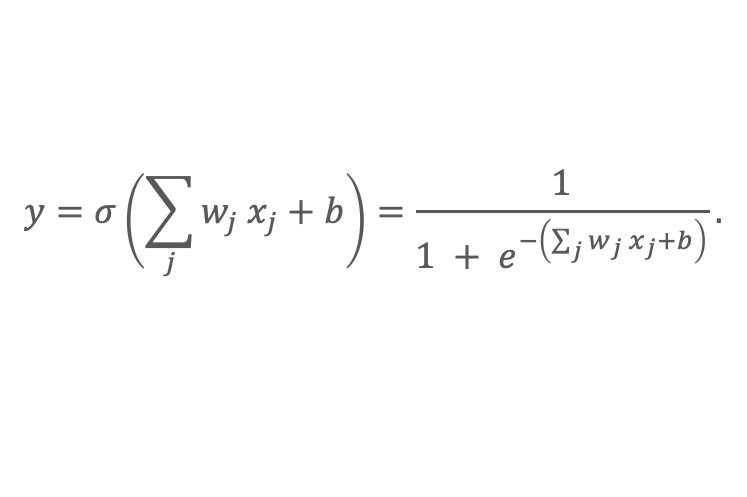 y = σ(∑_j w_j x_j + b) = 1 / (1 + e^{-(∑_j w_j x_j + b)}).